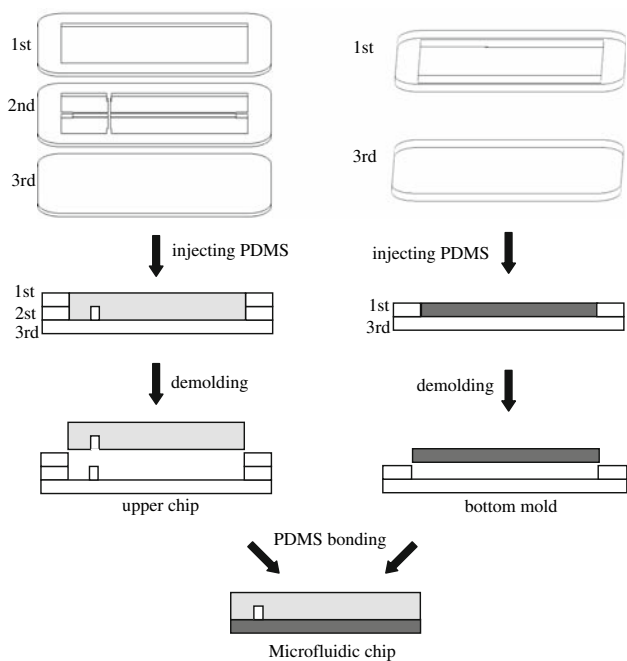 1st
2nd
3rd
1st
3rd
injecting PDMS
injecting PDMS
1st
2st
3rd
1st
3rd
demolding
demolding
upper chip
bottom mold
PDMS bonding
Microfluidic chip